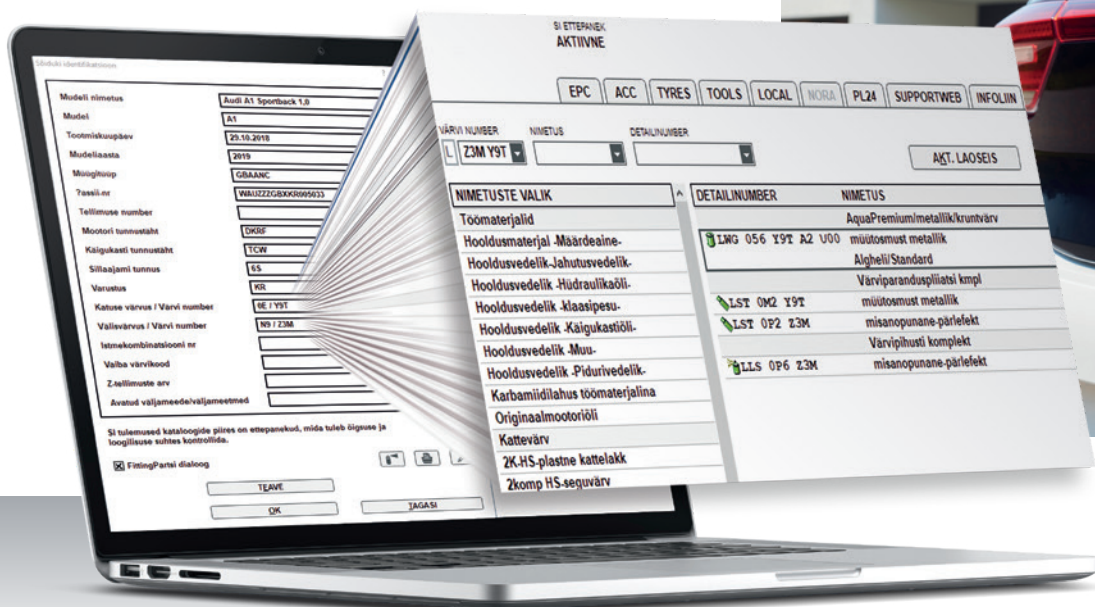 Sõiduki identifikatsioon
Mudeli nimetus Audi A1 Sportback 1,0
Mudel A1
Tootmiskuupäev 29.10.2018
Mudeliaasta 2019
Müügitüüp GBAANC
?assii-nr WAUZZZGBXKR005033
Tellimuse number
Mootori tunnustäht DKRF
Käigukasti tunnustäht TCW
Sillaajami tunnus 6S
Varustus KR
Katuse värvus / Värvi number 0E / Y9T
Välisvärvus / Värvi number N9 / Z3M
Istmekombinatsiooni nr
Vaiba värvikood
Z-tellimuste arv
Avatud väljameede/väljameetmed
SI tulemused kataloogide piires on ettepanekud, mida tuleb õigsuse ja
loogilisuse suhtes kontrollida.
FittingPartsi dialoog
TEAVE
OK TAGASI
SI ETTEPANEK
AKTIIVNE
EPC ACC TYRES TOOLS LOCAL NORA PL24 SUPPORTWEB INFOLIIN
VÄRVI NUMBER NIMETUS DETAILINUMBER
L Z3M Y9T AKT. LAOSEIS
NIMETUSTE VALIK
Töömaterjalid
Hooldusmaterjal -Määrdeaine-
Hooldusvedelik-Jahutusvedelik-
Hooldusvedelik -Hüdraulikaõli-
Hooldusvedelik -klaasipesu-
Hooldusvedelik -Käigukastiõli-
Hooldusvedelik -Muu-
Hooldusvedelik -Pidurivedelik-
Karbamiidilahus töömaterjalina
Originaalmootoriõli
Kattevärv
2K-HS-plastne kattelakk
2komp HS-seguvärv
DETAILINUMBER NIMETUS
AquaPremium/metallik/kruntvärv
LWG 056 Y9T A2 U00 müütosmust metallik
Algheli/Standard
Värviparanduspliiatsi kmpl
LST 0M2 Y9T müütosmust metallik
LST 0P2 Z3M misanopunane-pärlefekt
Värvipihusti komplekt
LLS 0P6 Z3M misanopunane-pärlefekt